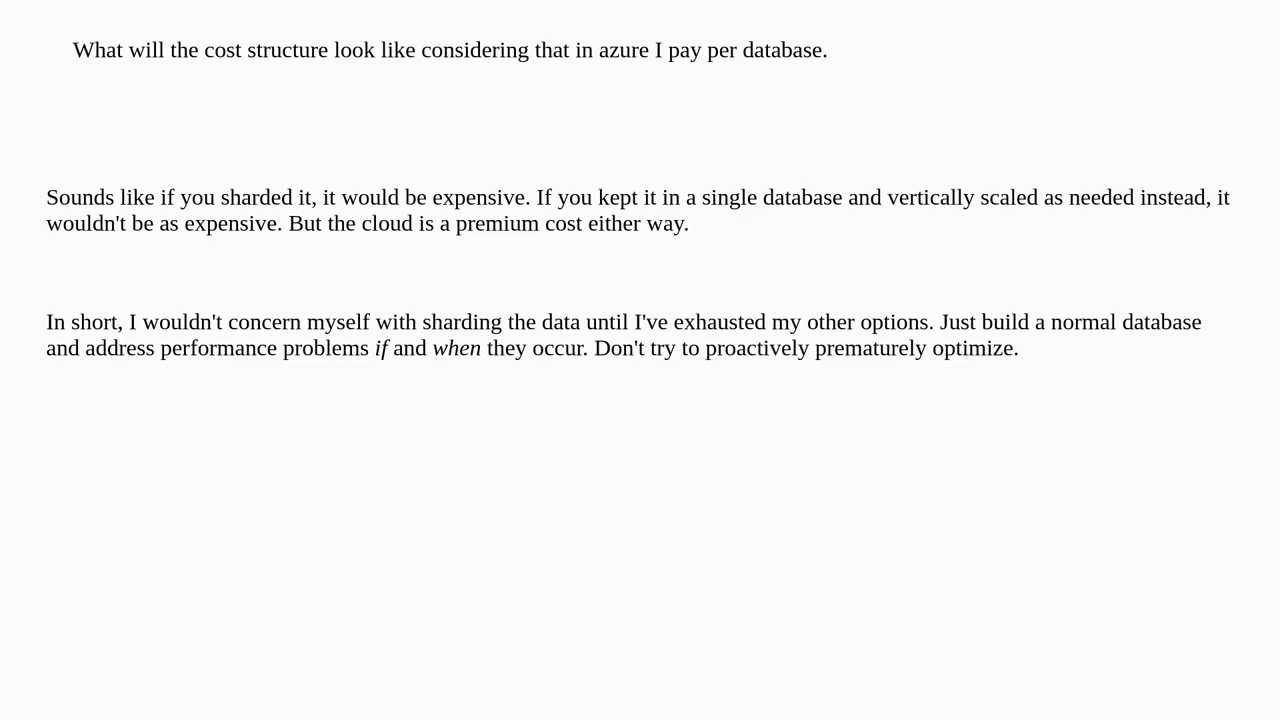 What will the cost structure look like considering that in azure I pay per database.
Sounds like if you sharded it, it would be expensive. If you kept it in a single database and vertically scaled as needed instead, it
wouldn't be as expensive. But the cloud is a premium cost either way.
In short, I wouldn't concern myself with sharding the data until I've exhausted my other options. Just build a normal database
and address performance problems if and when they occur. Don't try to proactively prematurely optimize.